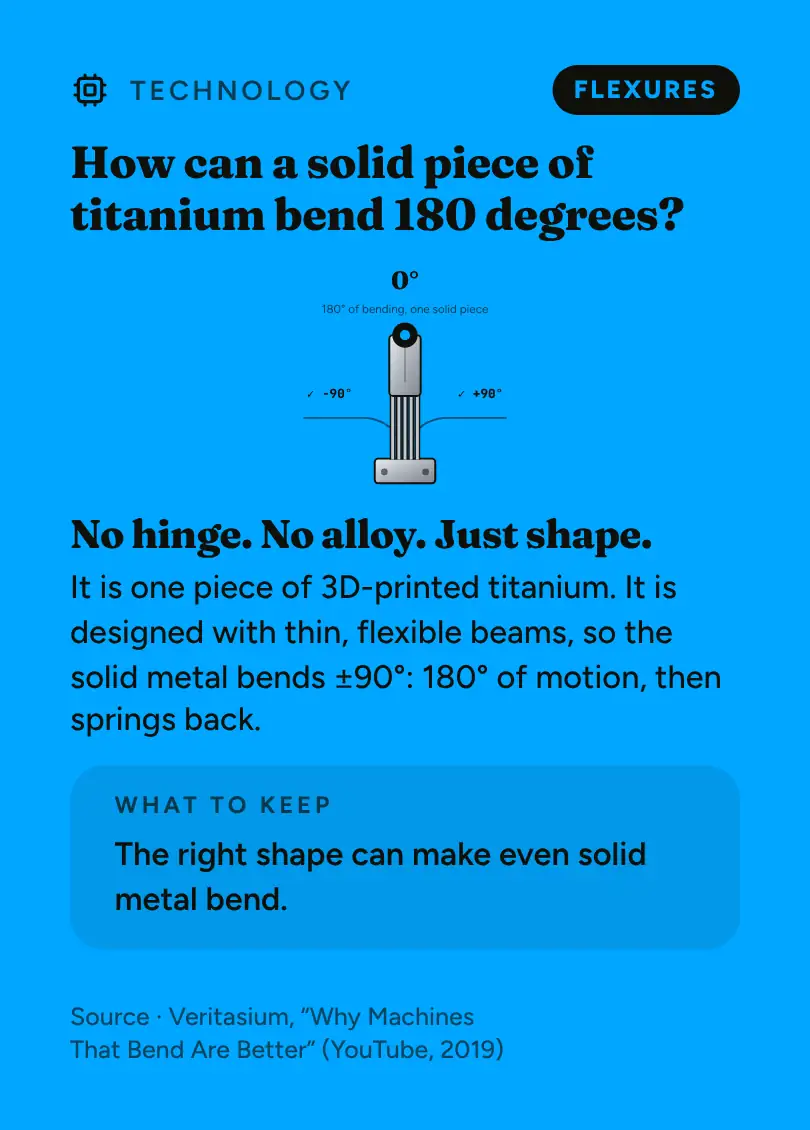 TECHNOLOGY
FLEXURES
How can a solid piece of
titanium bend 180 degrees?
0°
180° of bending, one solid piece
✓ -90°
✓ +90°
No hinge. No alloy. Just shape.
It is one piece of 3D-printed titanium. It is
designed with thin, flexible beams, so the
solid metal bends ±90°: 180° of motion, then
springs back.
WHAT TO KEEP
The right shape can make even solid
metal bend.
Source · Veritasium, “Why Machines
That Bend Are Better” (YouTube, 2019)